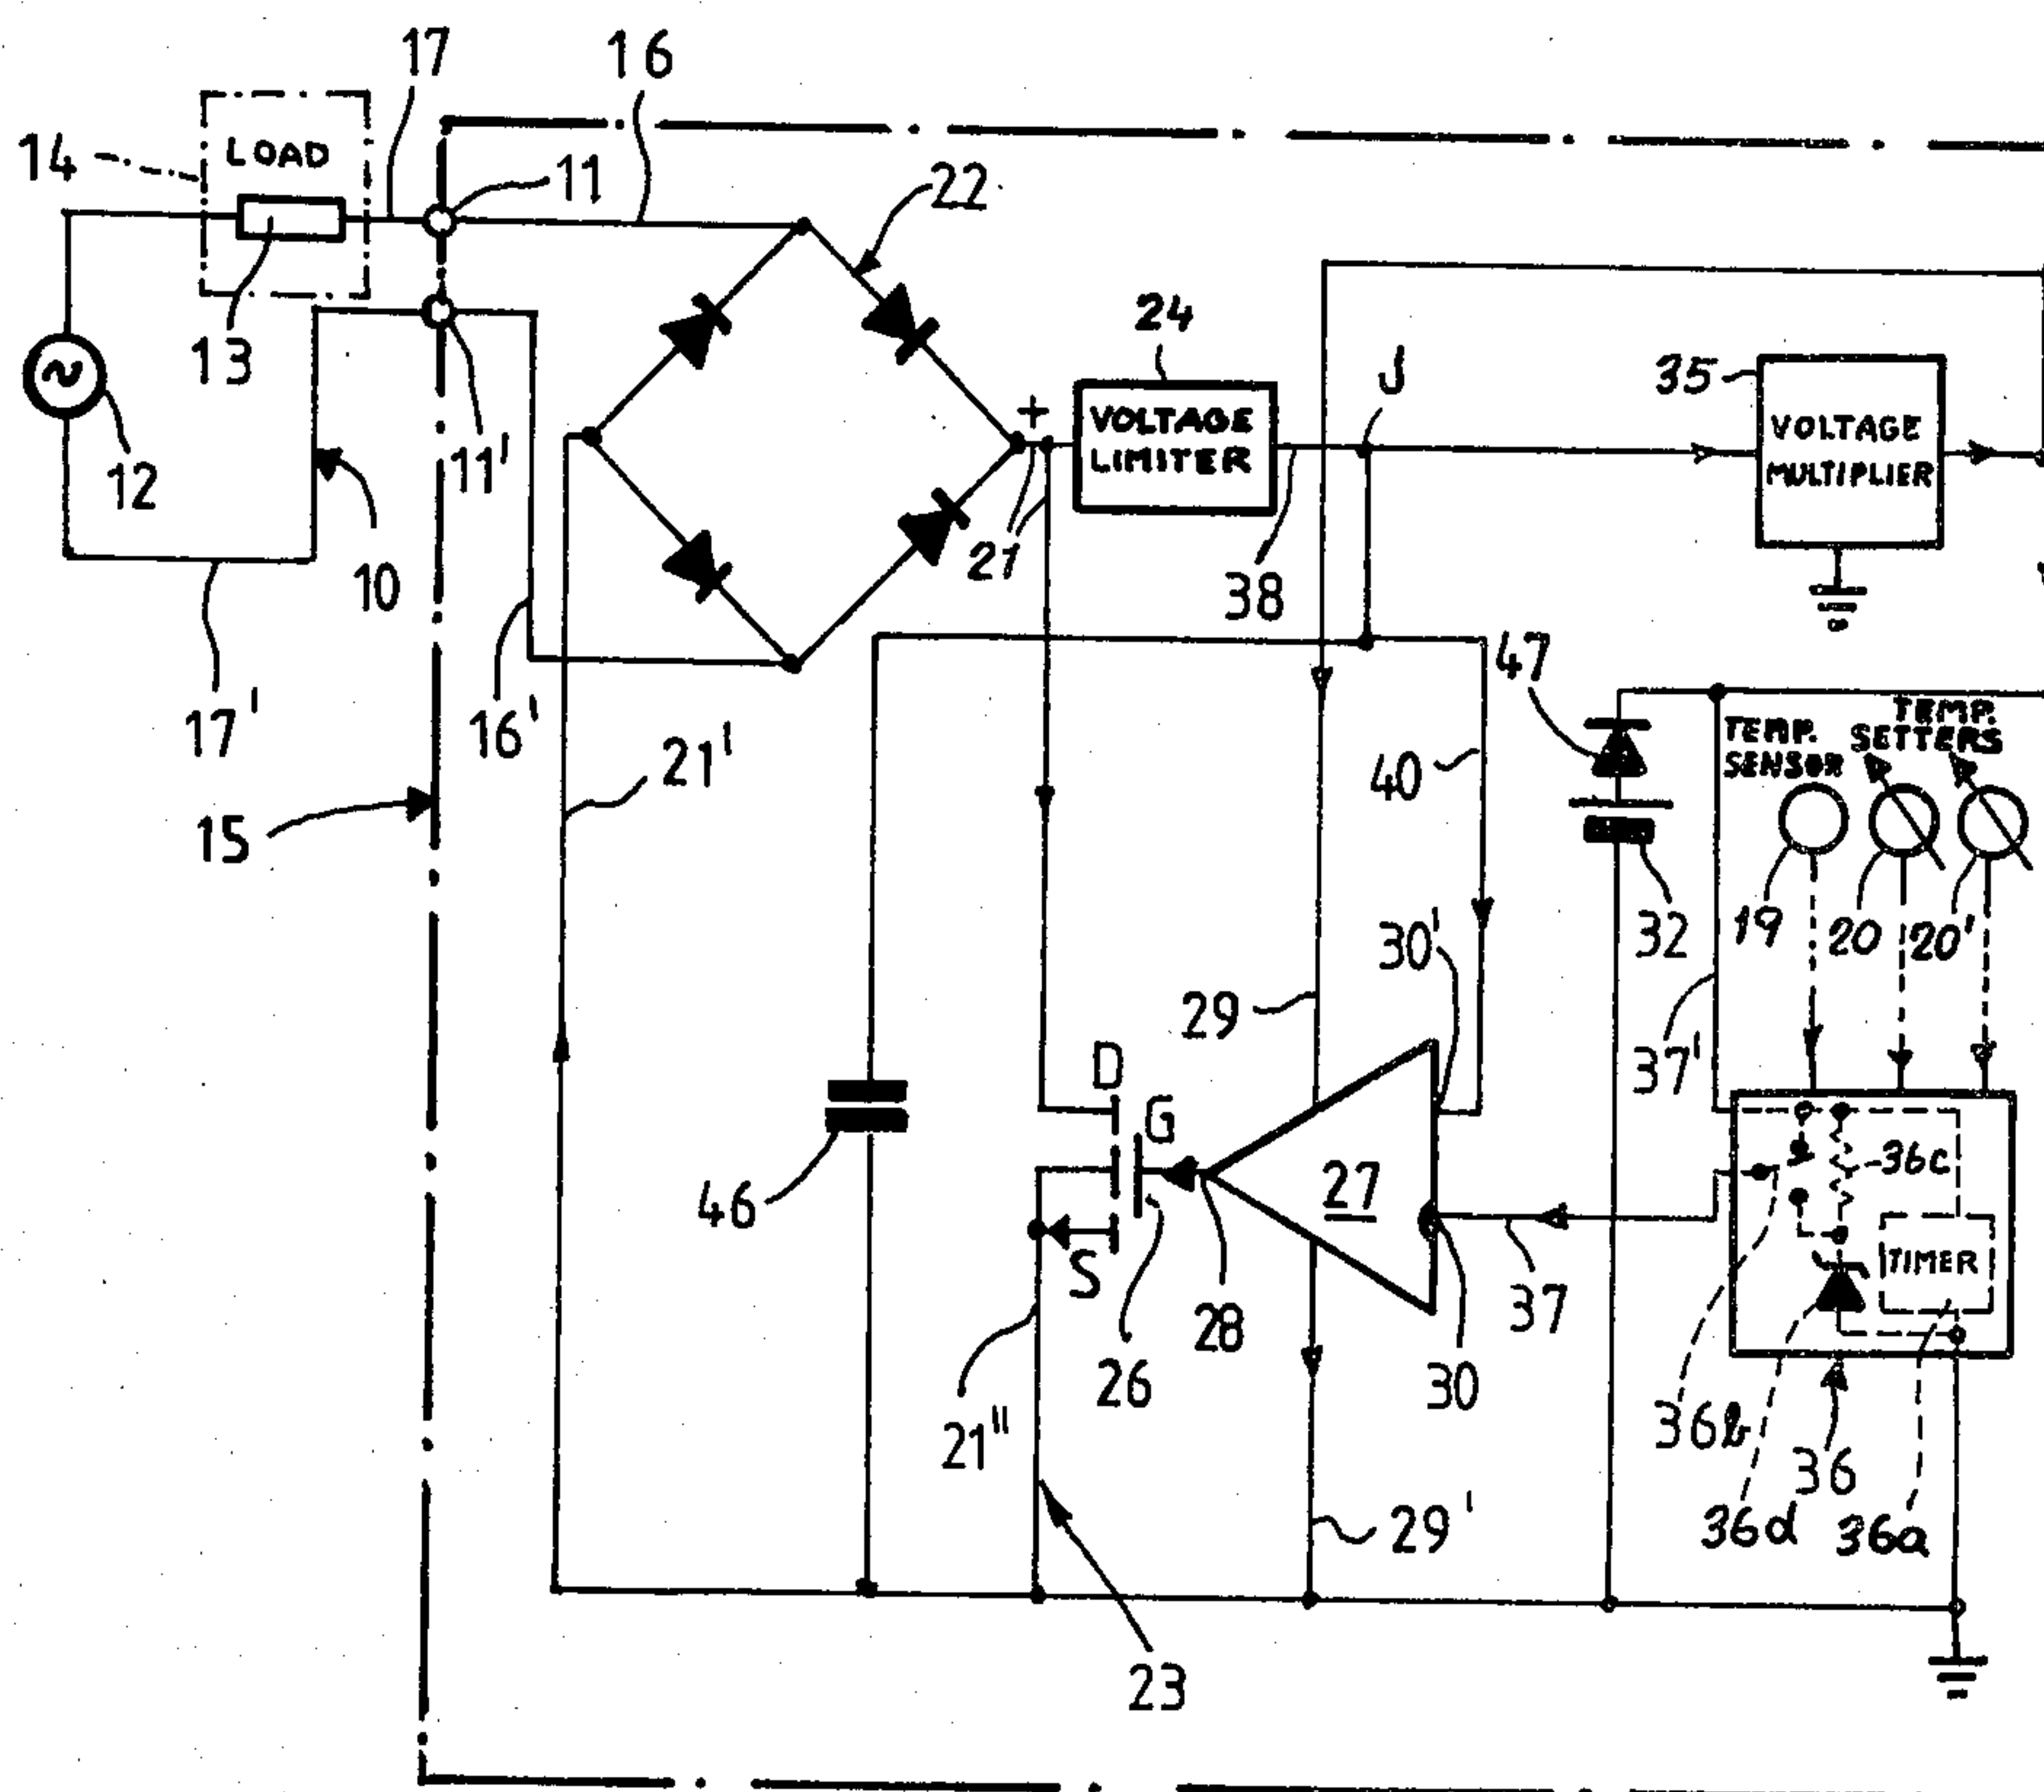 17
16
14
LOAD
11
22
13
12
11'
10
+
24
VOLTAGE
LIMITER
J
35
VOLTAGE
MULTIPLIER
21
38
17'
16'
21'
15
47
40
TEMP.
SENSOR
TEMP.
SETTERS
32
19
20
20'
30'
29
37'
D
G
S
46
27
36c
TIMER
26
28
30
37
21"
36b
36
36d
36a
29'
23